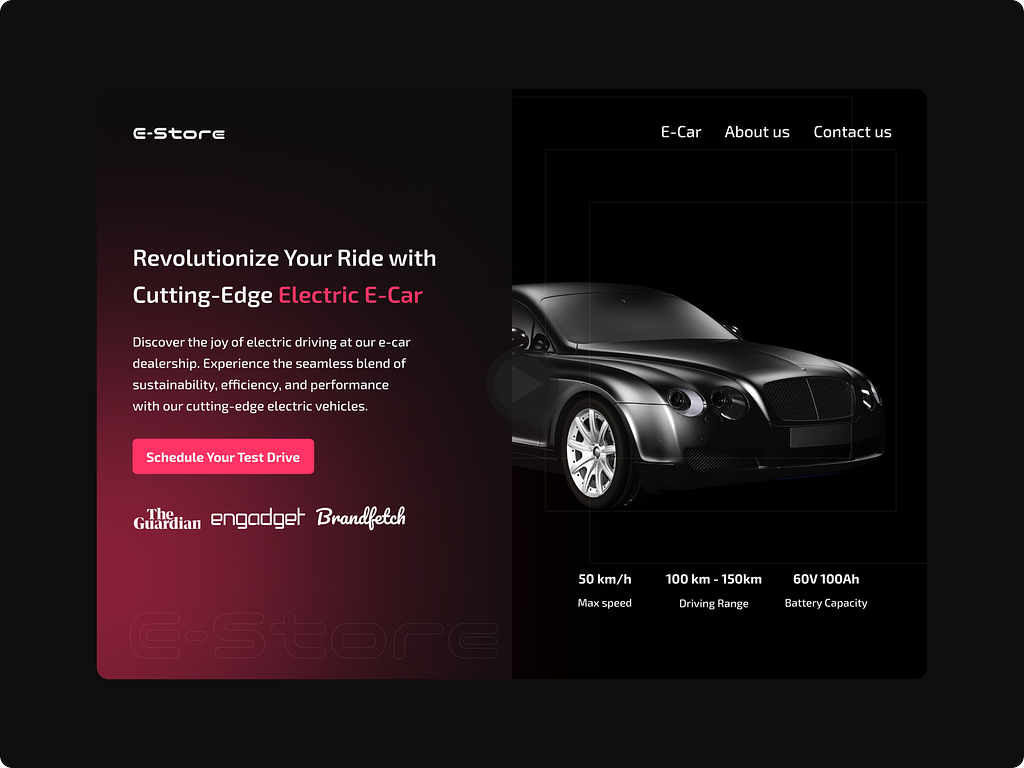 E-Store
E-Car About us Contact us
Revolutionize Your Ride with
Cutting-Edge Electric E-Car
Discover the joy of electric driving at our e-car
dealership. Experience the seamless blend of
sustainability, efficiency, and performance
with our cutting-edge electric vehicles.
Schedule Your Test Drive
The
Guardian
engadget
Brandfetch
E-Store
50 km/h 100 km - 150km 60V 100Ah
Max speed Driving Range Battery Capacity